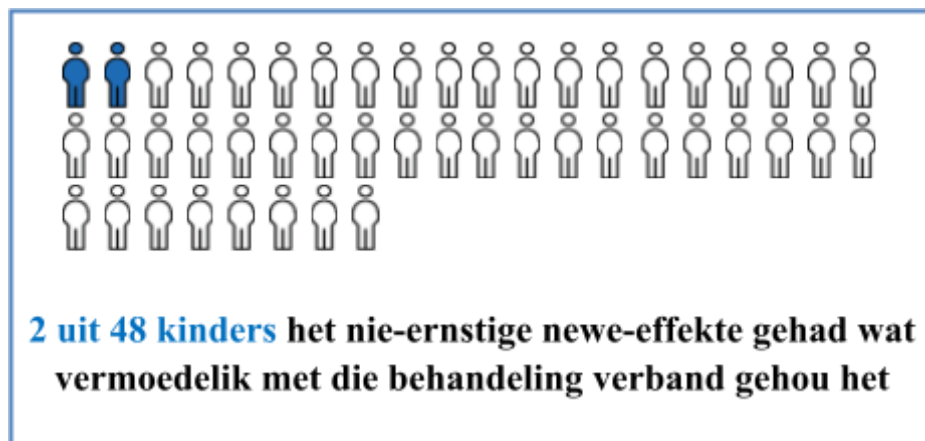 2 uit 48 kinders het nie-ernstige newe-effekte gehad wat
vermoedelik met die behandeling verband gehou het